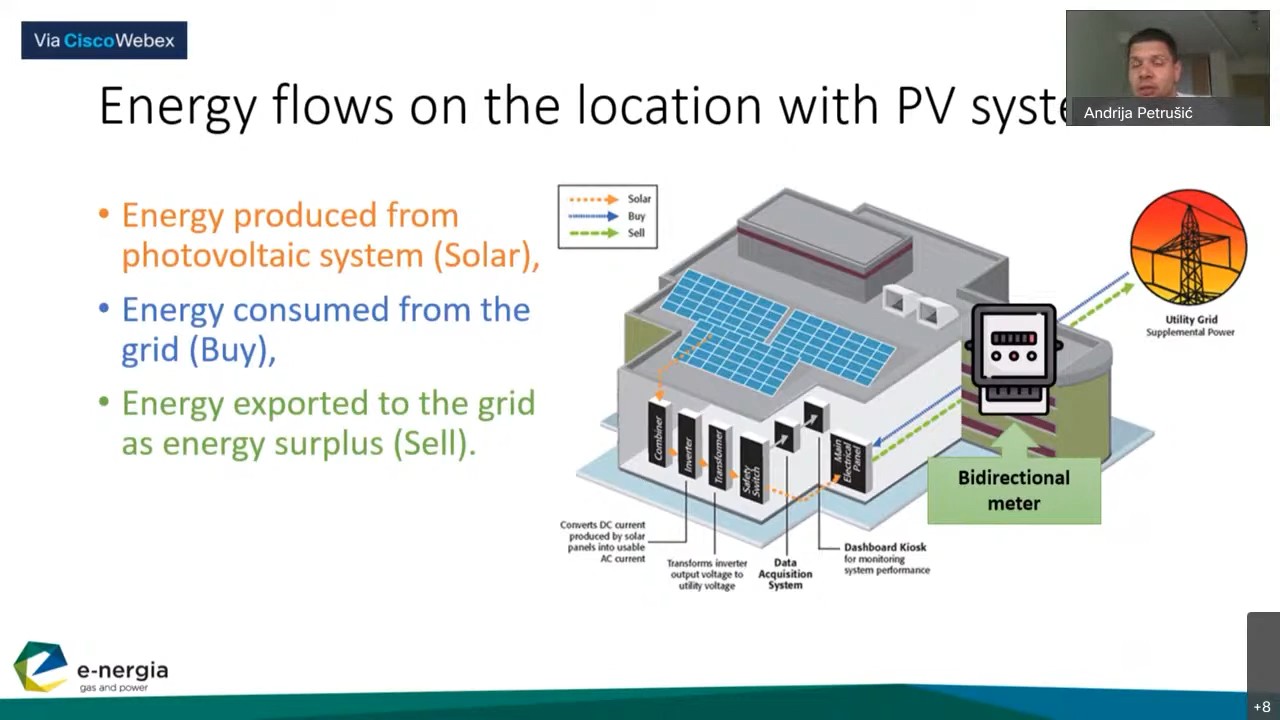 Via CiscoWebex
Energy flows on the location with PV syste
Andrija Petrušić
• Energy produced from
photovoltaic system (Solar),
• Energy consumed from the
grid (Buy),
• Energy exported to the grid
as energy surplus (Sell).
Solar
Buy
Sell
Utility Grid
Supplemental Power
Combiner
Inverter
Transformer
Safety
Switch
Main
Electrical
Panel
Bidirectional
meter
Converts DC current
produced by solar
panels into usable
AC current
Transforms inverter
output voltage to
utility voltage
Data
Acquisition
System
Dashboard Kiosk
for monitoring
system performance
e-nergia
gas and power
+8